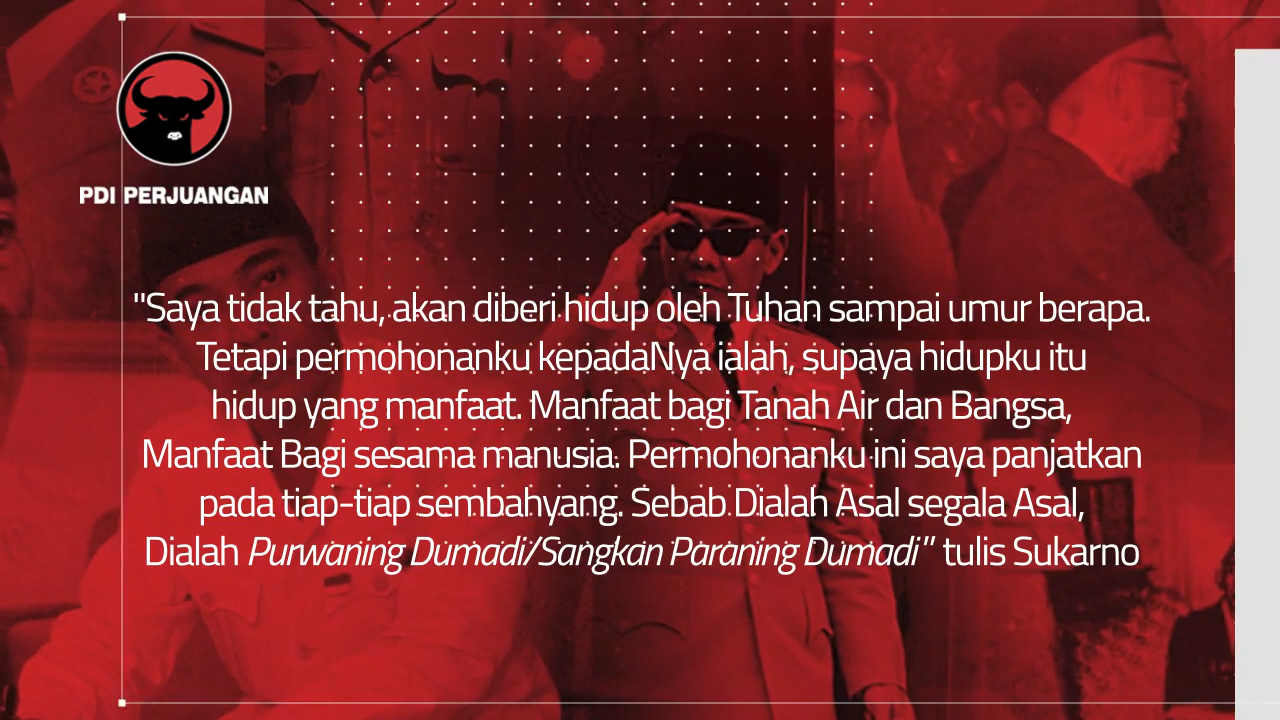 PDI PERJUANGAN
"Saya tidak tahu, akan diberi hidup oleh Tuhan sampai umur berapa.
Tetapi permohonanku kepadaNya ialah, supaya hidupku itu
hidup yang manfaat. Manfaat bagi Tanah Air dan Bangsa,
Manfaat Bagi sesama manusia. Permohonanku ini saya panjatkan
pada tiap-tiap sembahyang. Sebab Dialah Asal segala Asal,
Dialah Purwaning Dumadi/Sangkan Paraning Dumadi" tulis Sukarno